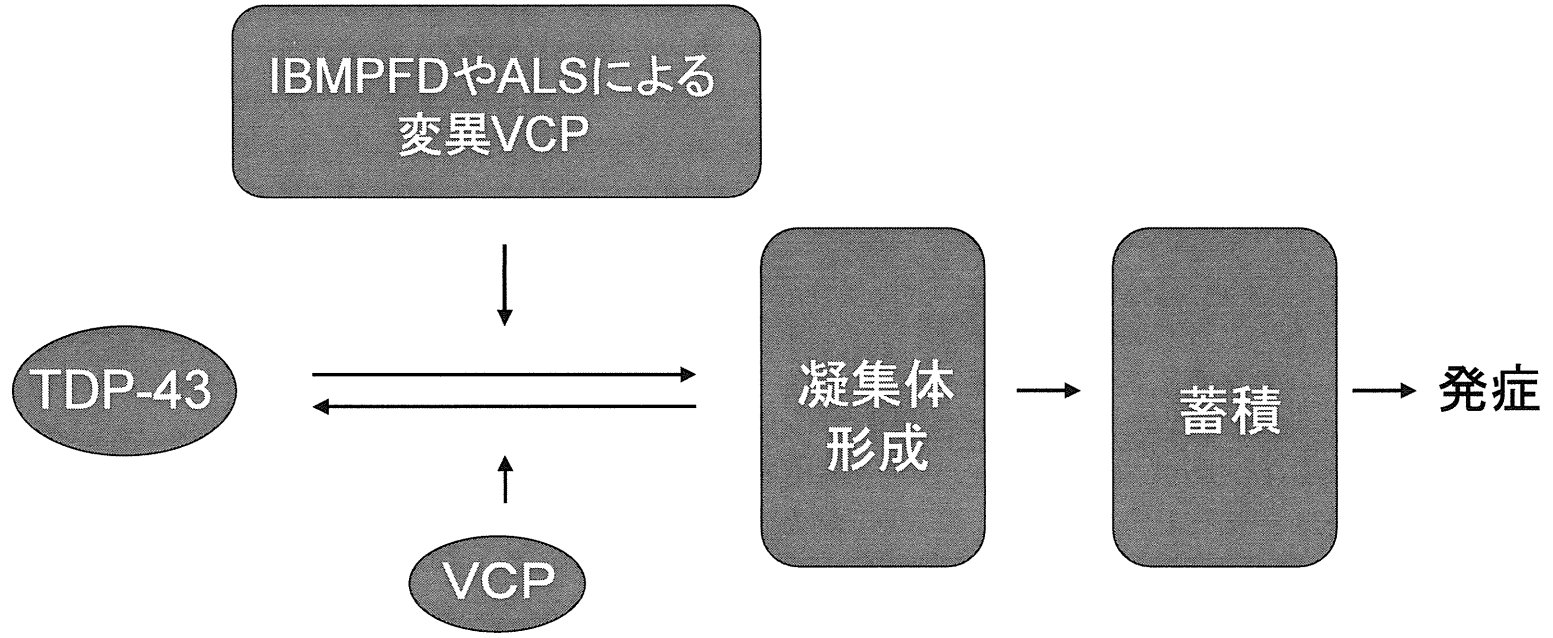 IBMPFDやALSによる
変異VCP
TDP-43
凝集体
形成
蓄積
発症
VCP